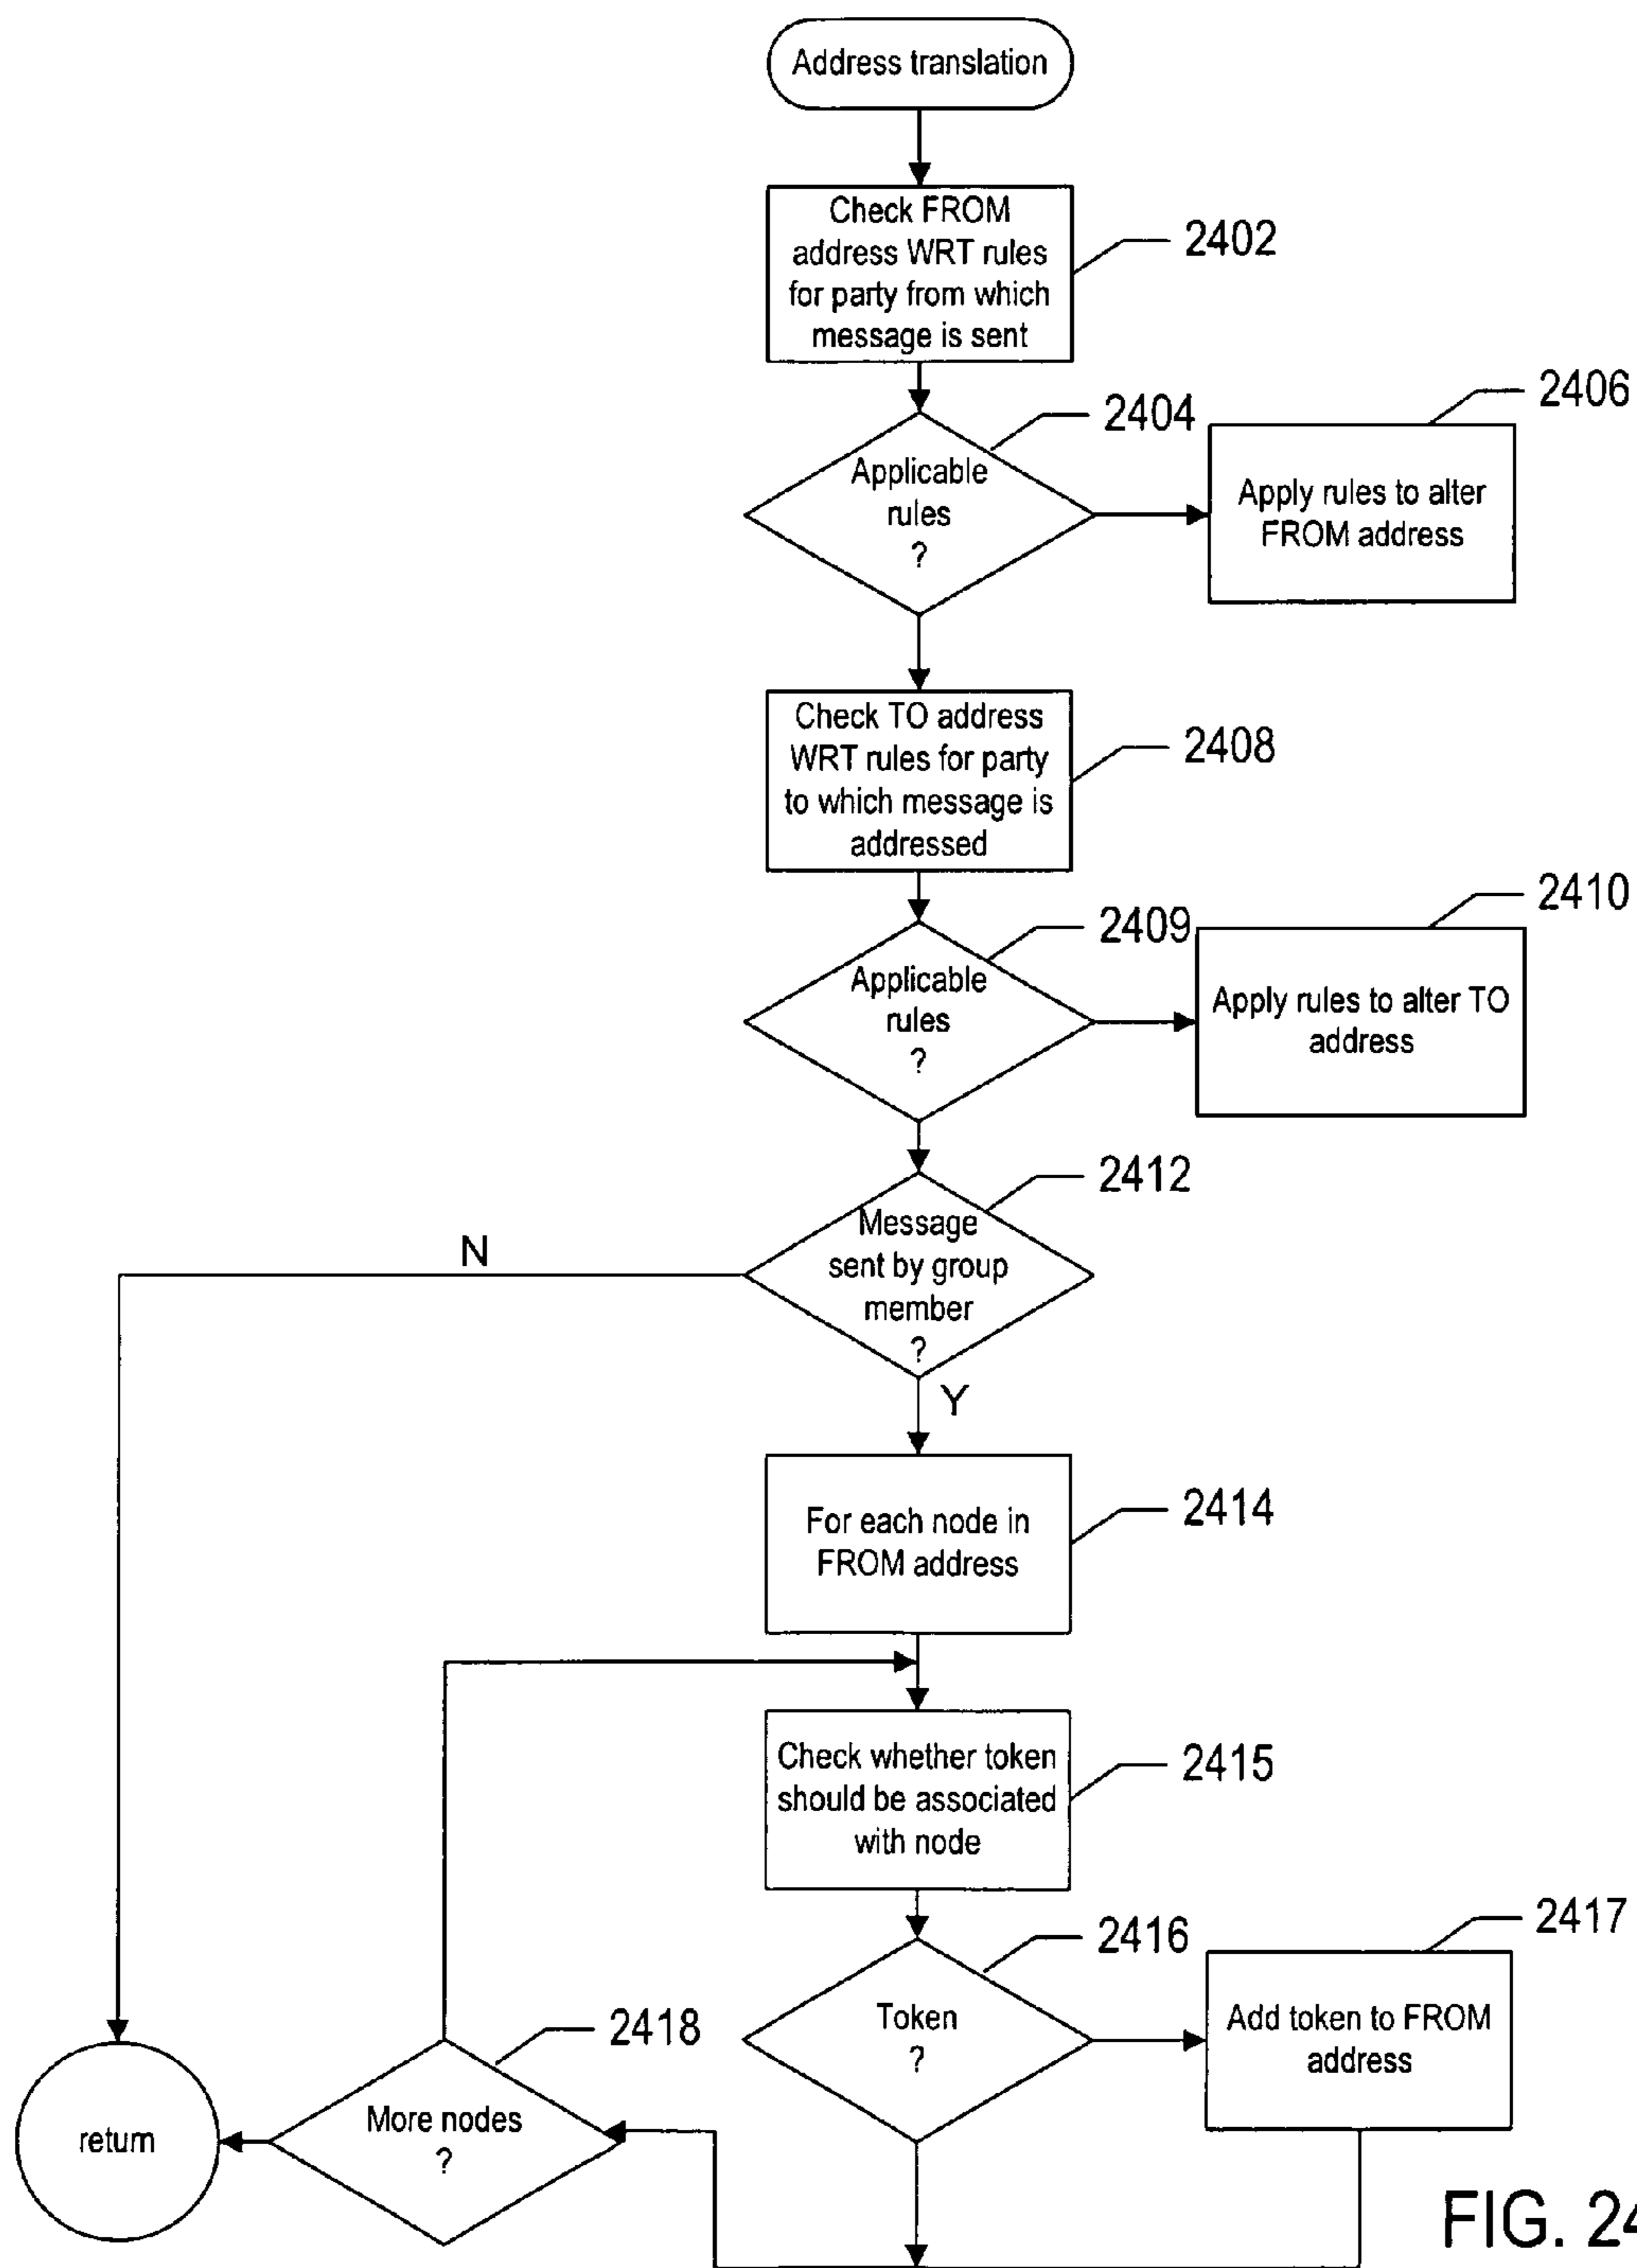 Address translation
Check FROM
address WRT rules
for party from which
message is sent
2402
2404
2406
Applicable
rules
?
Apply rules to alter
FROM address
Check TO address
WRT rules for party
to which message is
addressed
2408
2409
2410
Applicable
rules
?
Apply rules to alter TO
address
2412
Message
sent by group
member
?
N
Y
For each node in
FROM address
2414
Check whether token
should be associated
with node
2415
2416
2417
Token
?
Add token to FROM
address
2418
More nodes
?
return
FIG. 24